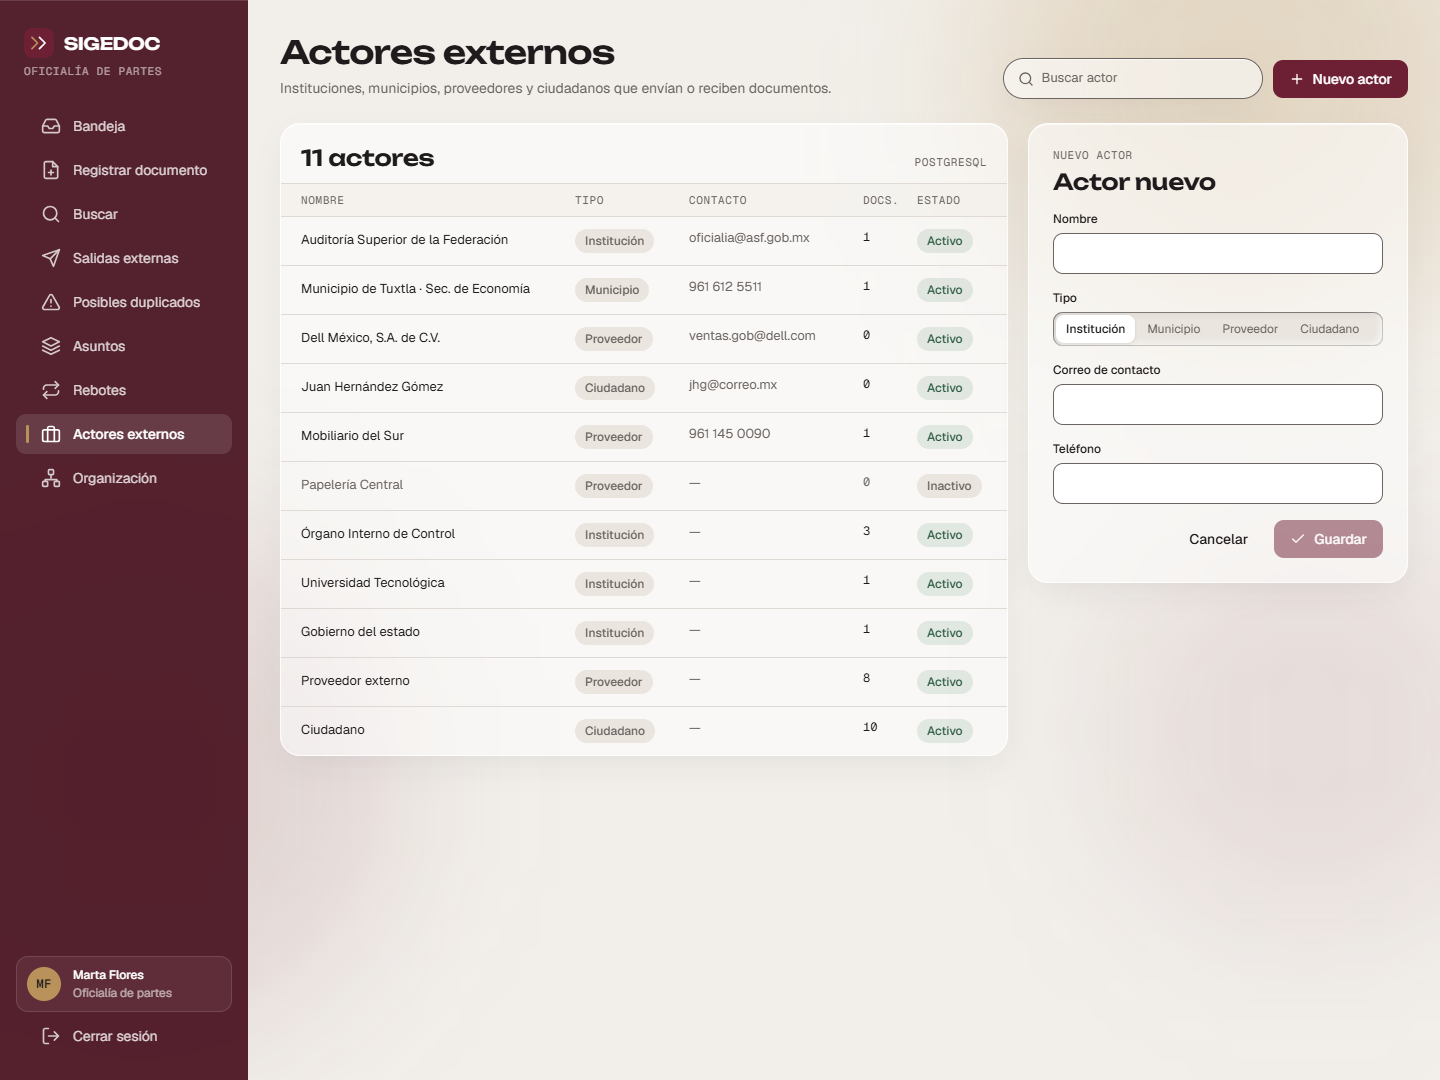 SIGEDOC
OFICIALÍA DE PARTES
Bandeja
Registrar documento
Buscar
Salidas externas
Posibles duplicados
Asuntos
Rebotes
Actores externos
Organización
MF
Marta Flores
Oficialía de partes
Cerrar sesión
Actores externos
Instituciones, municipios, proveedores y ciudadanos que envían o reciben documentos.
Buscar actor
Nuevo actor
11 actores
POSTGRESQL
NOMBRE TIPO CONTACTO DOCS. ESTADO
Auditoría Superior de la Federación Institución oficialia@asf.gob.mx 1 Activo
Municipio de Tuxtla · Sec. de Economía Municipio 961 612 5511 1 Activo
Dell México, S.A. de C.V. Proveedor ventas.gob@dell.com 0 Activo
Juan Hernández Gómez Ciudadano jhg@correo.mx 0 Activo
Mobiliario del Sur Proveedor 961 145 0090 1 Activo
Papelería Central Proveedor — 0 Inactivo
Órgano Interno de Control Institución — 3 Activo
Universidad Tecnológica Institución — 1 Activo
Gobierno del estado Institución — 1 Activo
Proveedor externo Proveedor — 8 Activo
Ciudadano Ciudadano — 10 Activo
NUEVO ACTOR
Actor nuevo
Nombre
Tipo
Institución Municipio Proveedor Ciudadano
Correo de contacto
Teléfono
Cancelar
Guardar